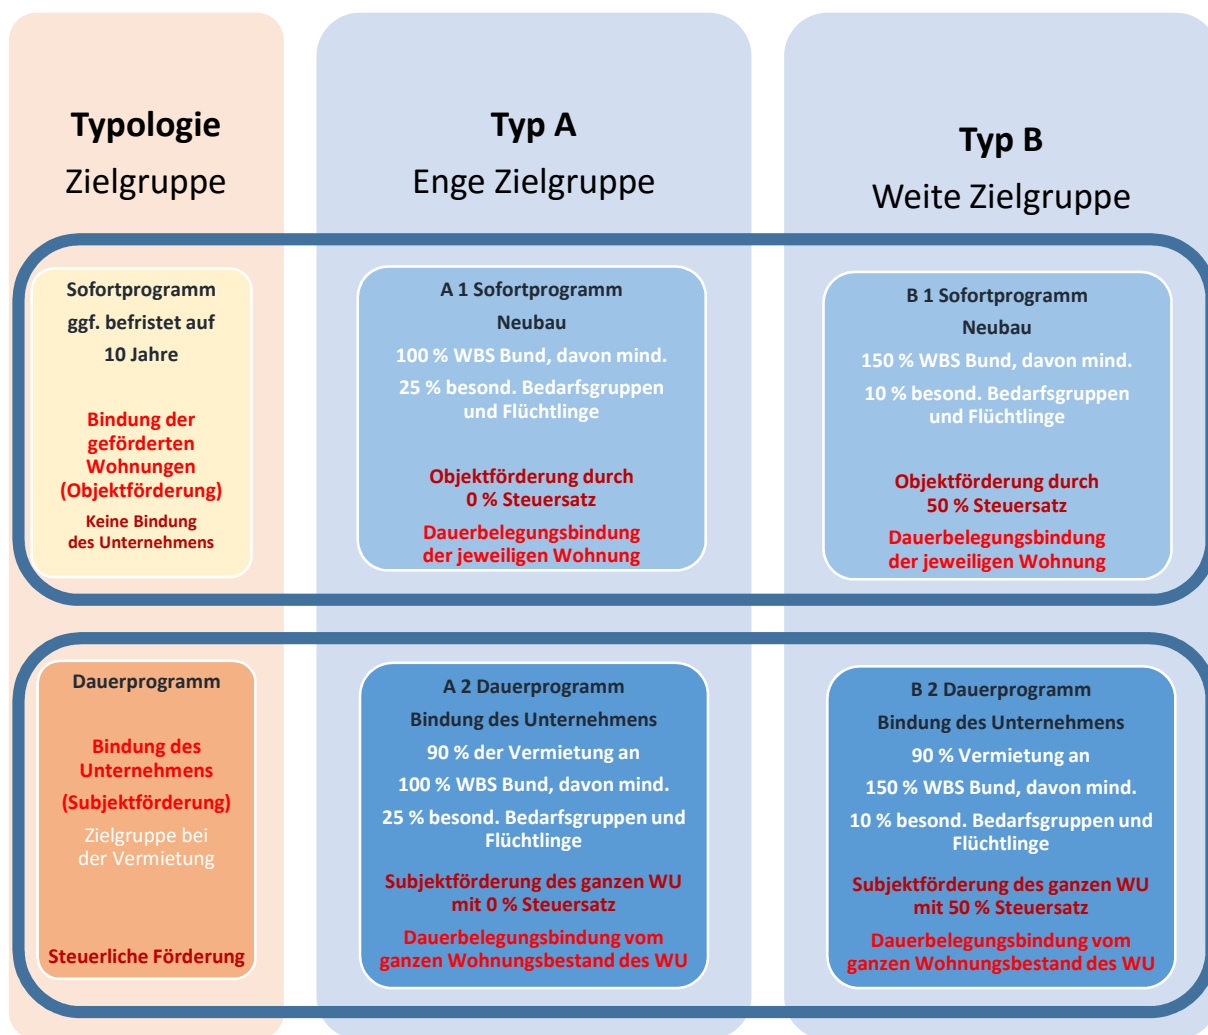 Typologie
Zielgruppe
Typ A
Enge Zielgruppe
Typ B
Weite Zielgruppe
Sofortprogramm
ggf. befristet auf
10 Jahre
Bindung der
geförderten
Wohnungen
(Objektförderung)
Keine Bindung
des Unternehmens
A 1 Sofortprogramm
Neubau
100 % WBS Bund, davon mind.
25 % besond. Bedarfsgruppen
und Flüchtlinge
Objektförderung durch
0 % Steuersatz
Dauerbelegungsbindung
der jeweiligen Wohnung
B 1 Sofortprogramm
Neubau
150 % WBS Bund, davon mind.
10 % besond. Bedarfsgruppen
und Flüchtlinge
Objektförderung durch
50 % Steuersatz
Dauerbelegungsbindung
der jeweiligen Wohnung
Dauerprogramm
Bindung des
Unternehmens
(Subjektförderung)
Zielgruppe bei
der Vermietung
Steuerliche Förderung
A 2 Dauerprogramm
Bindung des Unternehmens
90 % der Vermietung an
100 % WBS Bund, davon mind.
25 % besond. Bedarfsgruppen und
Flüchtlinge
Subjektförderung des ganzen WU
mit 0 % Steuersatz
Dauerbelegungsbindung vom
ganzen Wohnungsbestand des WU
B 2 Dauerprogramm
Bindung des Unternehmens
90 % Vermietung an
150 % WBS Bund, davon mind.
10 % besond. Bedarfsgruppen und
Flüchtlinge
Subjektförderung des ganzen WU
mit 50 % Steuersatz
Dauerbelegungsbindung vom
ganzen Wohnungsbestand des WU